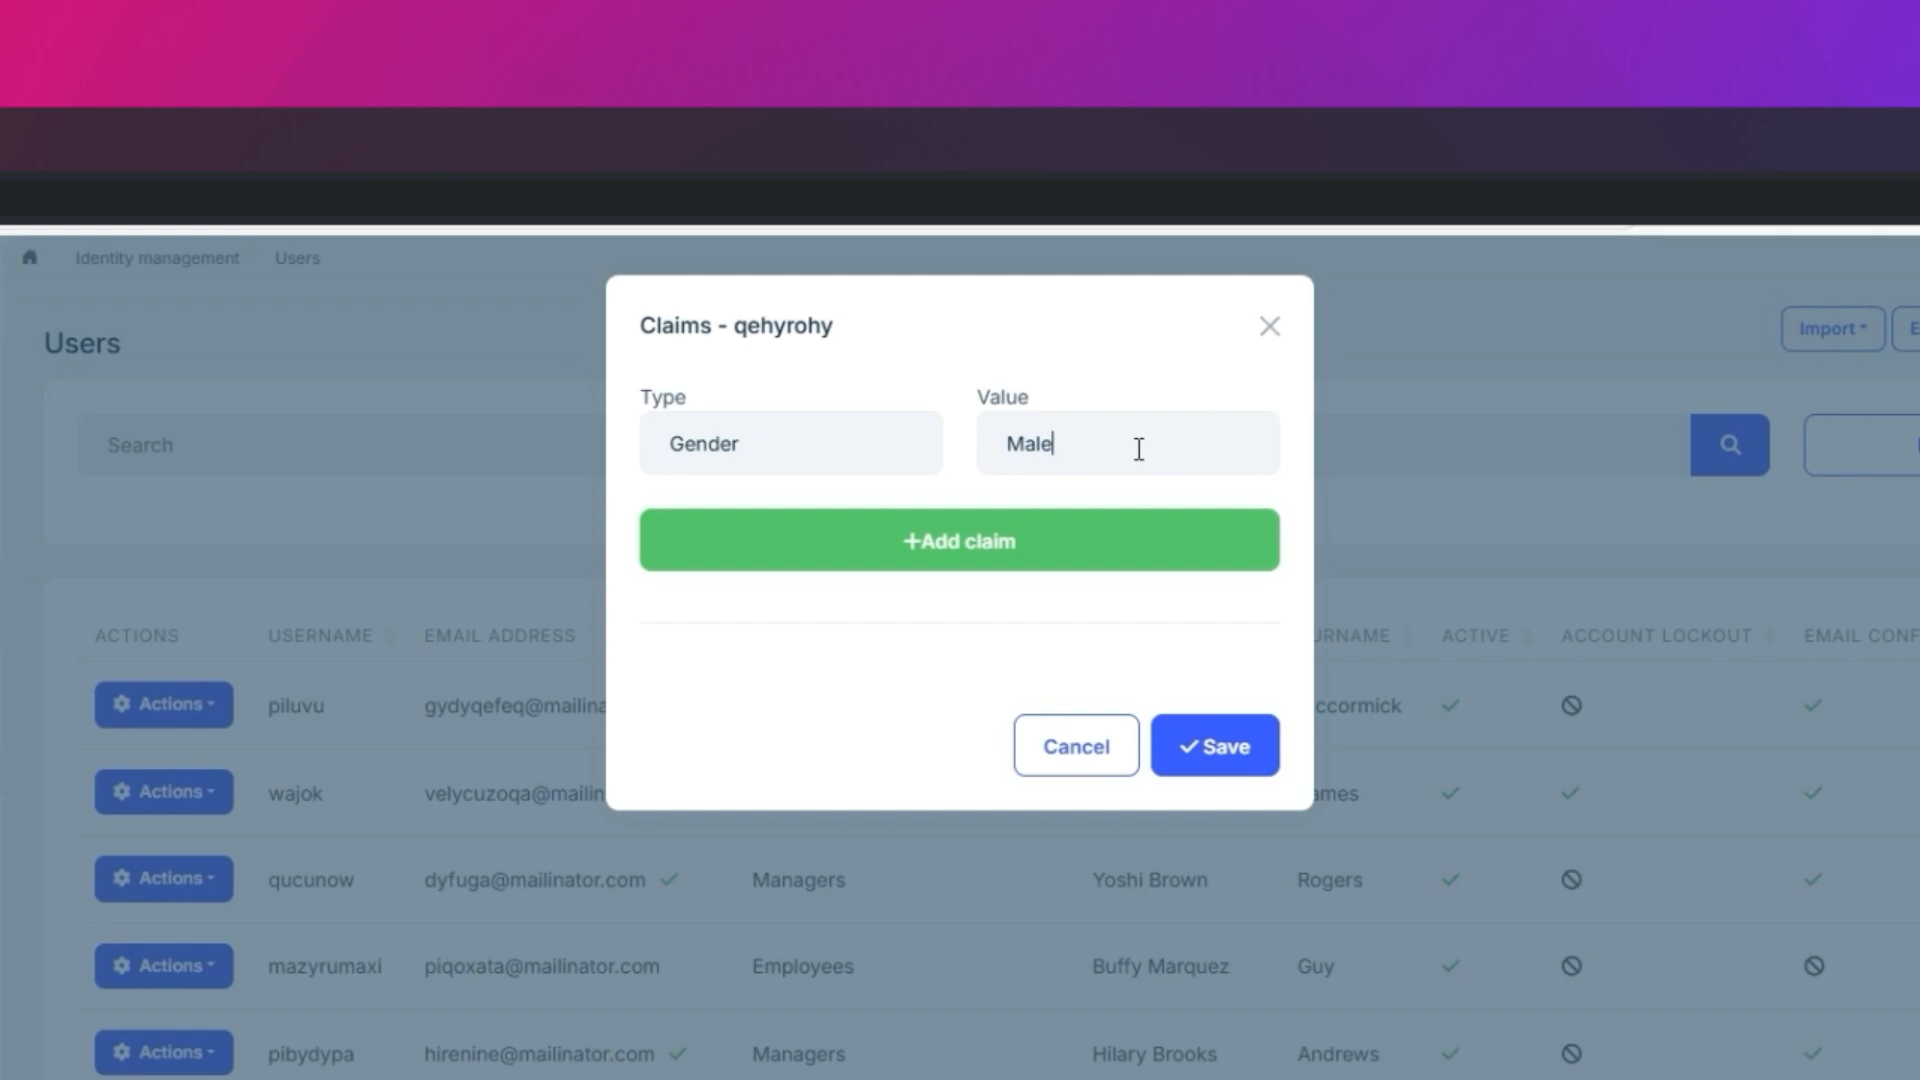 Identity management Users
Users
Import
Search
Claims - qehyrohy
Type Value
Gender Male
+Add claim
Cancel Save
ACTIONS USERNAME EMAIL ADDRESS URNAME ACTIVE ACCOUNT LOCKOUT EMAIL CONF
Actions piluvu gydyqefeq@mailina ccormick
Actions wajok velycuzoqa@mailin ames
Actions qucunow dyfuga@mailinator.com Managers Yoshi Brown Rogers
Actions mazyrumaxi piqoxata@mailinator.com Employees Buffy Marquez Guy
Actions pibydypa hirenine@mailinator.com Managers Hilary Brooks Andrews